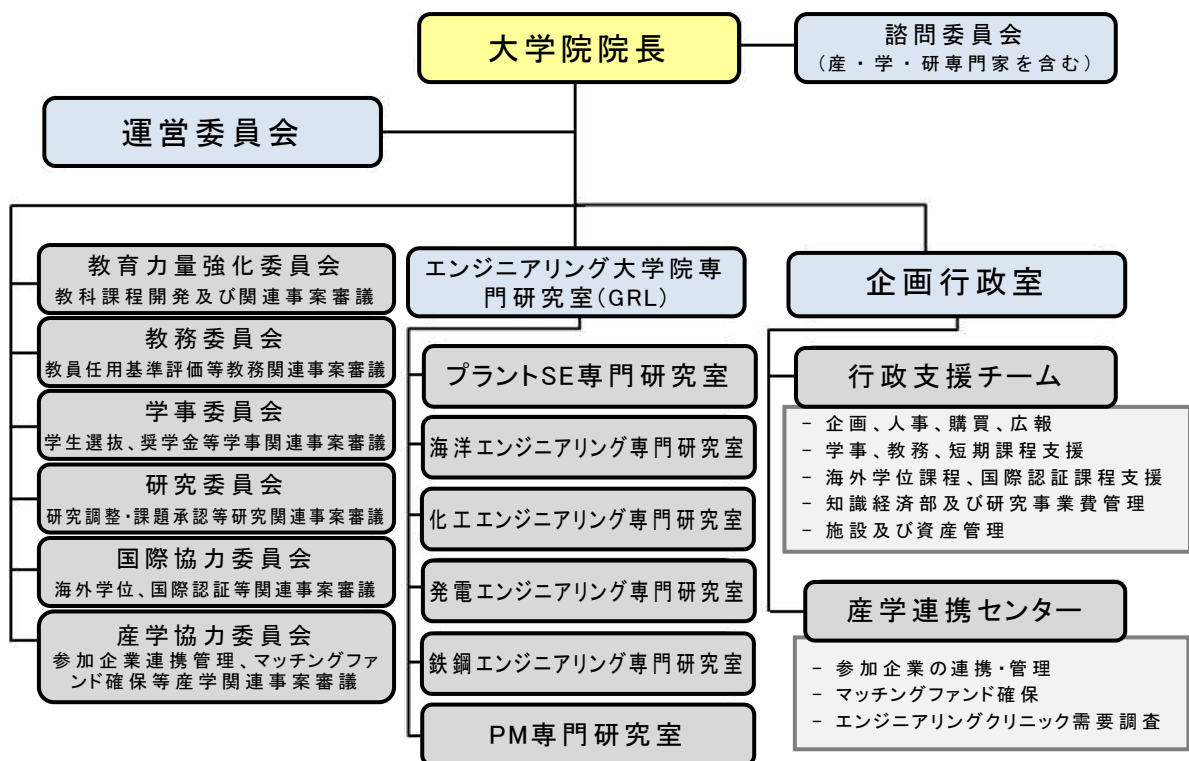 大学院院長
諮問委員会
(産・学・研専門家を含む)
運営委員会
教育力量強化委員会
教科課程開発及び関連事案審議
教務委員会
教員任用基準評価等教務関連事案審議
学事委員会
学生選抜、奨学金等学事関連事案審議
研究委員会
研究調整・課題承認等研究関連事案審議
国際協力委員会
海外学位、国際認証等関連事案審議
産学協力委員会
参加企業連携管理、マッチングファ
ンド確保等産学関連事案審議
エンジニアリング大学院専
門研究室(GRL)
プラントSE専門研究室
海洋エンジニアリング専門研究室
化工エンジニアリング専門研究室
発電エンジニアリング専門研究室
鉄鋼エンジニアリング専門研究室
PM専門研究室
企画行政室
行政支援チーム
- 企画、人事、購買、広報
- 学事、教務、短期課程支援
- 海外学位課程、国際認証課程支援
- 知識経済部及び研究事業費管理
- 施設及び資産管理
産学連携センター
- 参加企業の連携・管理
- マッチングファンド確保
- エンジニアリングクリニック需要調査